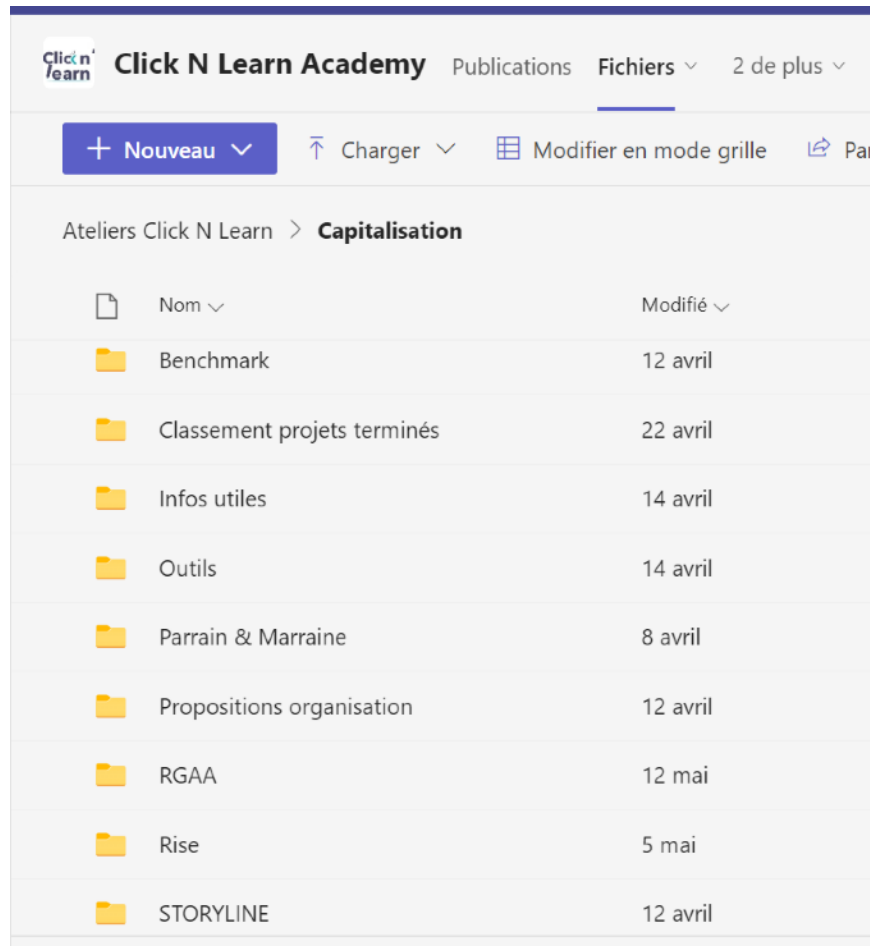 Click n' learn
Click N Learn Academy Publications Fichiers 2 de plus
Nouveau Charger Modifier en mode grille Par
Ateliers Click N Learn > Capitalisation
Nom Modifié
Benchmark 12 avril
Classement projets terminés 22 avril
Infos utiles 14 avril
Outils 14 avril
Parrain & Marraine 8 avril
Propositions organisation 12 avril
RGAA 12 mai
Rise 5 mai
STORYLINE 12 avril